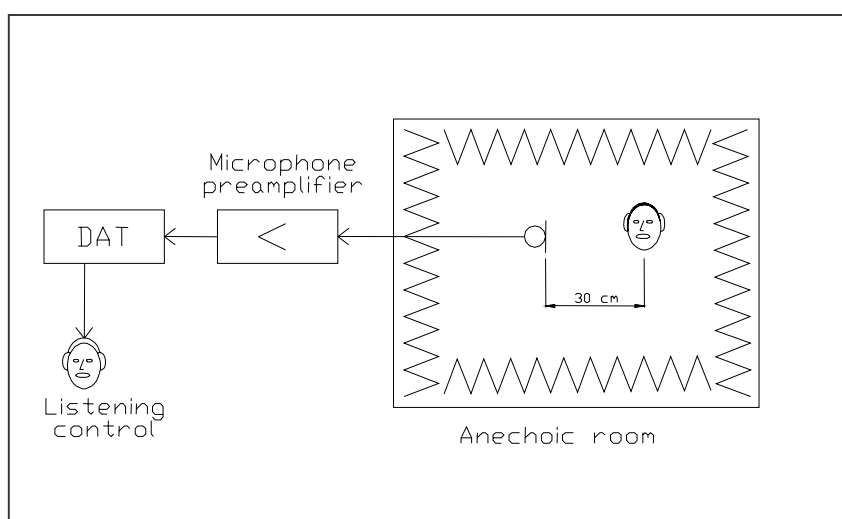 Microphone
preamplifier
DAT
30 cm
Listening
control
Anechoic room